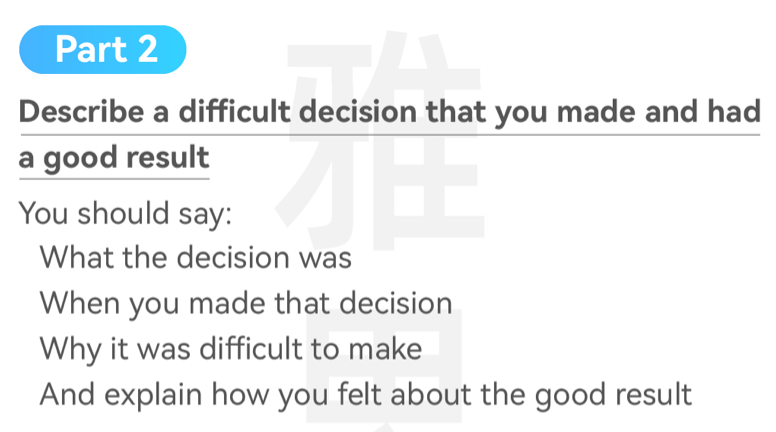 Part 2
Describe a difficult decision that you made and had
a good result
You should say:
What the decision was
When you made that decision
Why it was difficult to make
And explain how you felt about the good result
雅